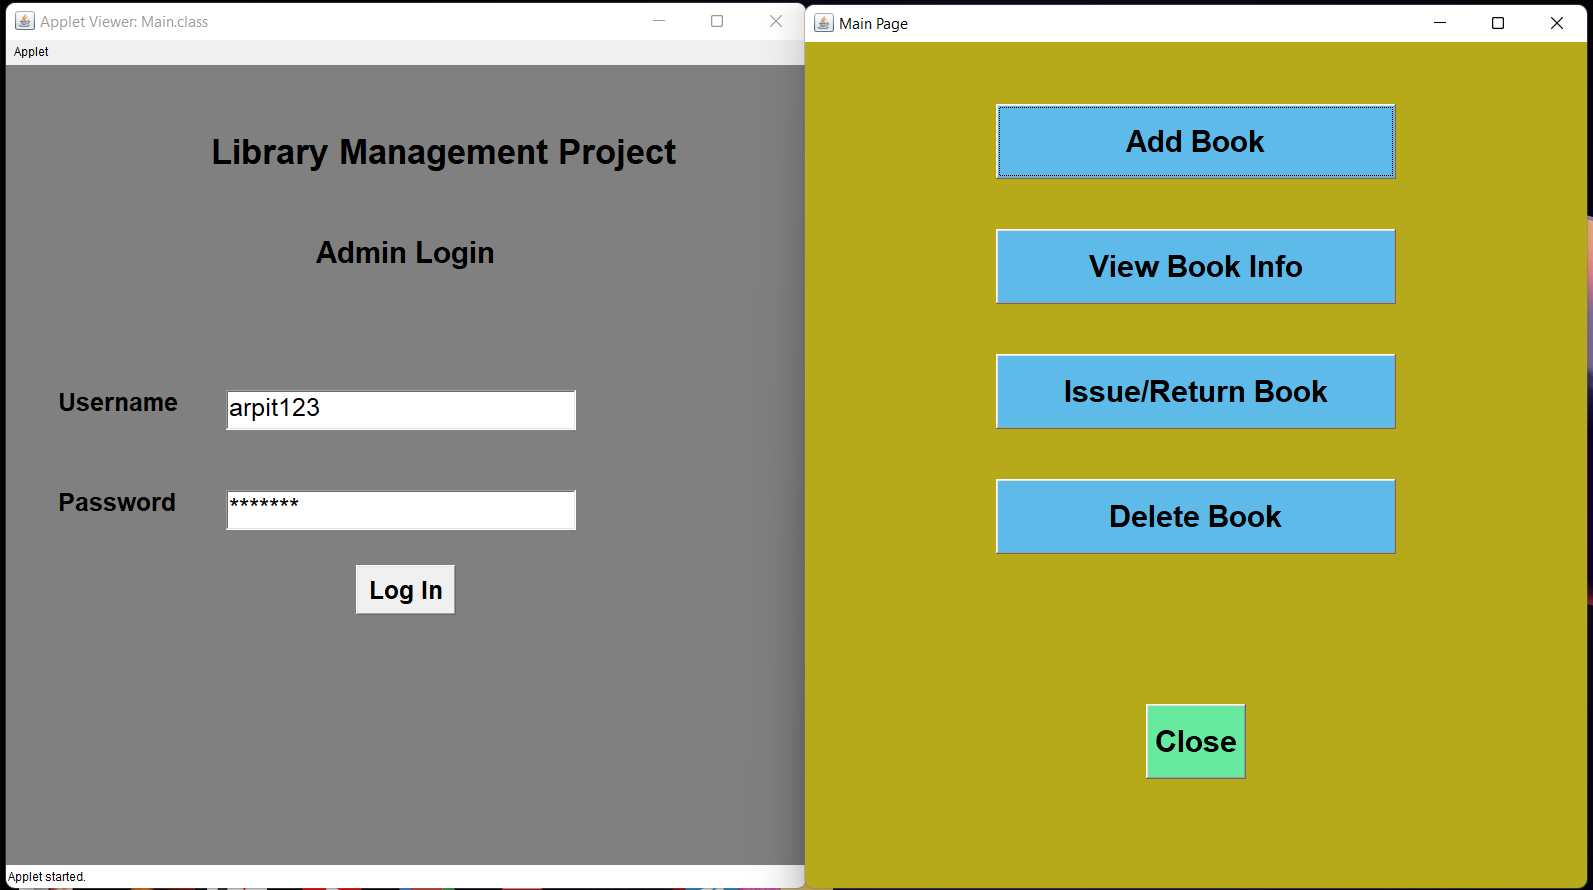 Applet Viewer: Main.class
Applet
Library Management Project
Admin Login
Username
arpit123
Password
*******
Log In
Applet started.
Main Page
Add Book
View Book Info
Issue/Return Book
Delete Book
Close